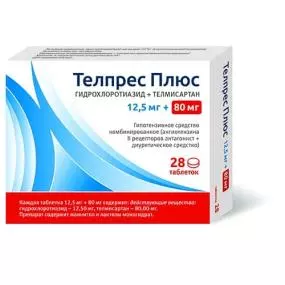 Телпрес Плюс
ГИДРОХЛОРОТИАЗИД + ТЕЛМИСАРТАН
12,5 мг + 80 мг
Гипотензивное средство
комбинированное (ангиотензина
II рецепторов антагонист +
диуретическое средство)
28
таблеток
Каждая таблетка 12,5 мг + 80 мг содержит: действующие вещества:
гидрохлоротиазид – 12,50 мг, телмисартан – 80,00 мг.
Препарат содержит маннитол и лактозы моногидрат.
Телпрес Плюс
12,5 мг + 80 мг
28